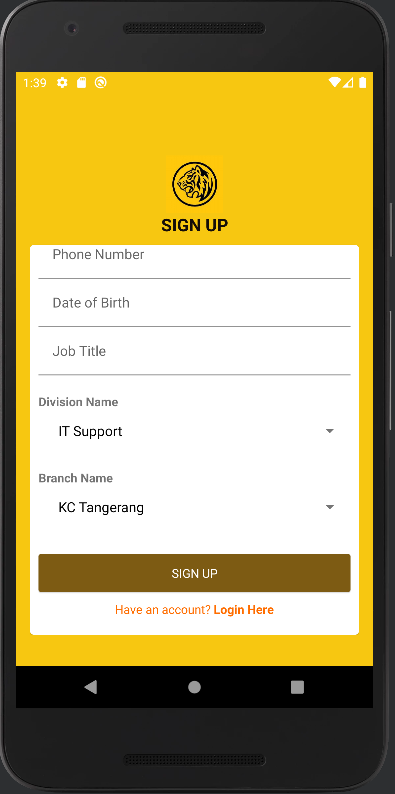 1:39
SIGN UP
Phone Number
Date of Birth
Job Title
Division Name
IT Support
Branch Name
KC Tangerang
SIGN UP
Have an account? Login Here